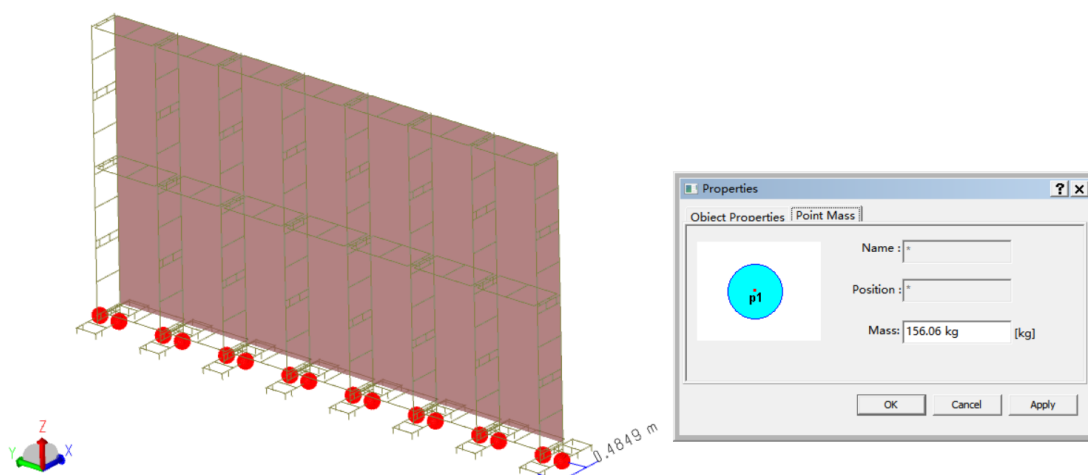 Z
Y
X
0.4849 m
Properties
Object Properties
Point Mass
p1
Name : *
Position : *
Mass: 156.06 kg [kg]
OK
Cancel
Apply